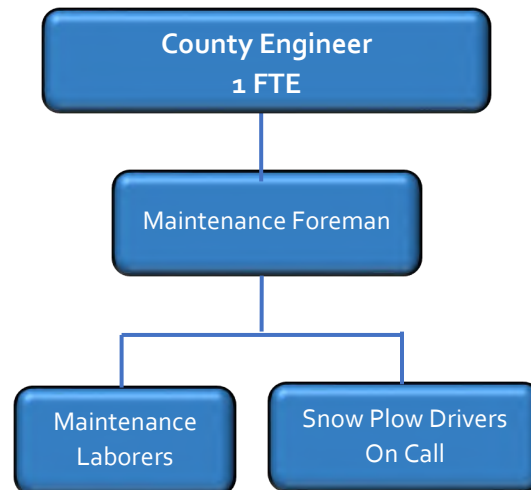 County Engineer
1 FTE
Maintenance Foreman
Maintenance
Laborers
Snow Plow Drivers
On Call